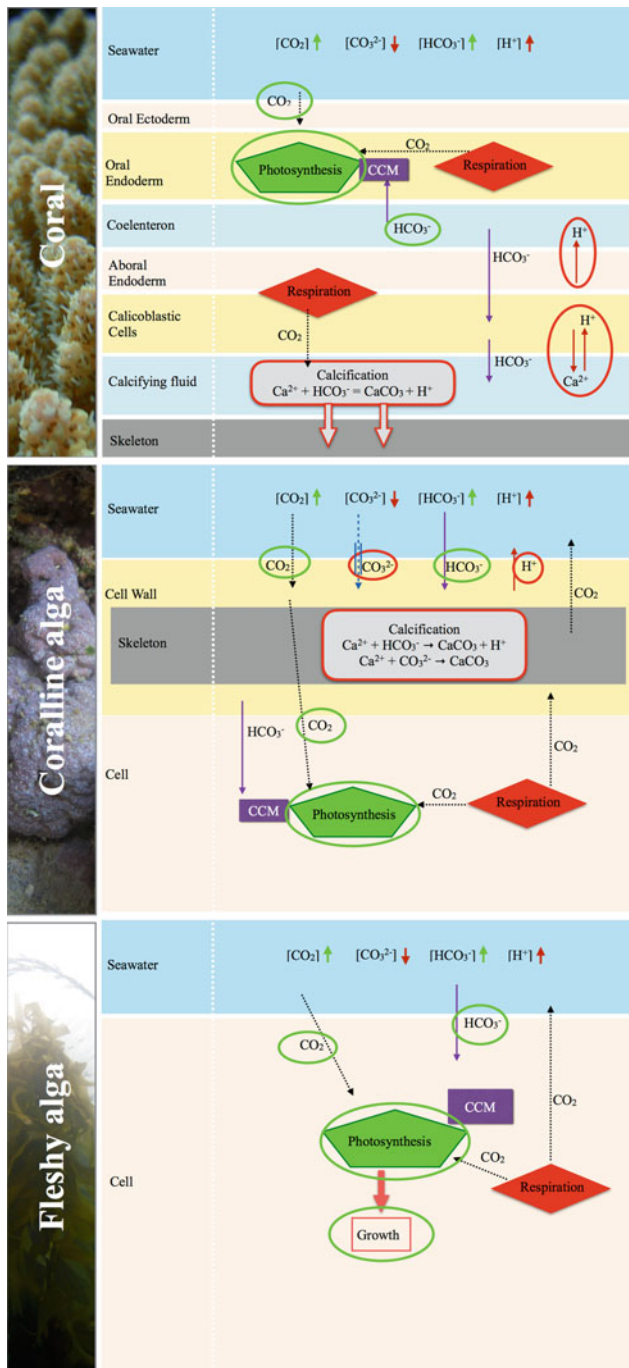 Coral
Seawater
[CO₂] ↑ [CO₃²⁻] ↓ [HCO₃⁻] ↑ [H⁺] ↑
CO₂
Oral Ectoderm
Oral
Endoderm
Photosynthesis
CCM
CO₂
Respiration
Coelenteron
HCO₃⁻
HCO₃⁻
H⁺
Aboral
Endoderm
Respiration
Calicoblastic
Cells
CO₂
HCO₃⁻
H⁺
Ca²⁺
Calcifying fluid
Calcification
Ca²⁺ + HCO₃⁻ = CaCO₃ + H⁺
Skeleton
Coralline alga
Seawater
[CO₂] ↑ [CO₃²⁻] ↓ [HCO₃⁻] ↑ [H⁺] ↑
CO₂ CO₃²⁻ HCO₃⁻ H⁺
CO₂
Cell Wall
Skeleton
Calcification
Ca²⁺ + HCO₃⁻ → CaCO₃ + H⁺
Ca²⁺ + CO₃²⁻ → CaCO₃
HCO₃⁻
CO₂
CO₂
Cell
CCM
Photosynthesis
CO₂
Respiration
Fleshy alga
Seawater
[CO₂] ↑ [CO₃²⁻] ↓ [HCO₃⁻] ↑ [H⁺] ↑
CO₂
HCO₃⁻
CO₂
CCM
Photosynthesis
CO₂
Respiration
Cell
Growth